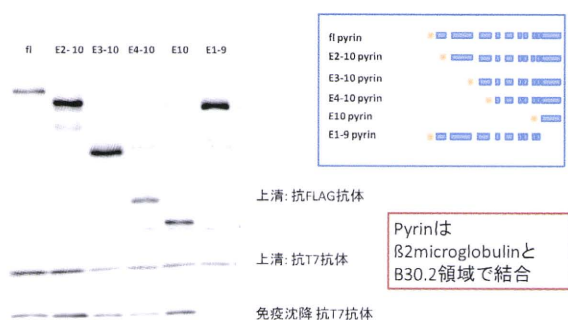 fl E2-10 E3-10 E4-10 E10 E1-9
fl pyrin
E2-10 pyrin
E3-10 pyrin
E4-10 pyrin
E10 pyrin
E1-9 pyrin
上清: 抗FLAG抗体
上清: 抗T7抗体
免疫沈降 抗T7抗体
Pyrinは
ß2microglobulinと
B30.2領域で結合